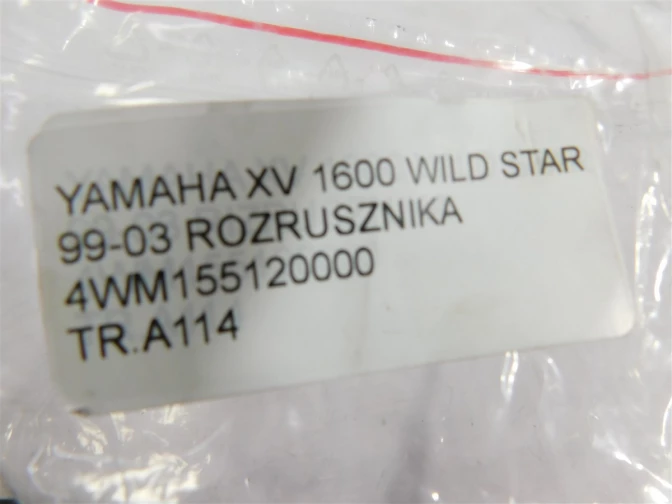 YAMAHA XV 1600 WILD STAR
99-03 ROZRUSZNIKA
4WM155120000
TR.A114